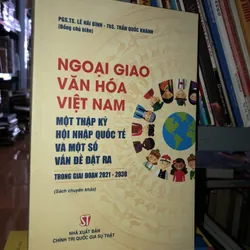 PGS.TS. LÊ HẢI BÌNH - THS. TRẦN QUỐC KHÁNH
(Đồng chủ biên)
NGOẠI GIAO
VĂN HÓA
VIỆT NAM
MỘT THẬP KỶ
HỘI NHẬP QUỐC TẾ
VÀ MỘT SỐ
VẤN ĐỀ ĐẶT RA
TRONG GIAI ĐOẠN 2021 - 2030
(Sách chuyên khảo)
ST
NHÀ XUẤT BẢN
CHÍNH TRỊ QUỐC GIA SỰ THẬT